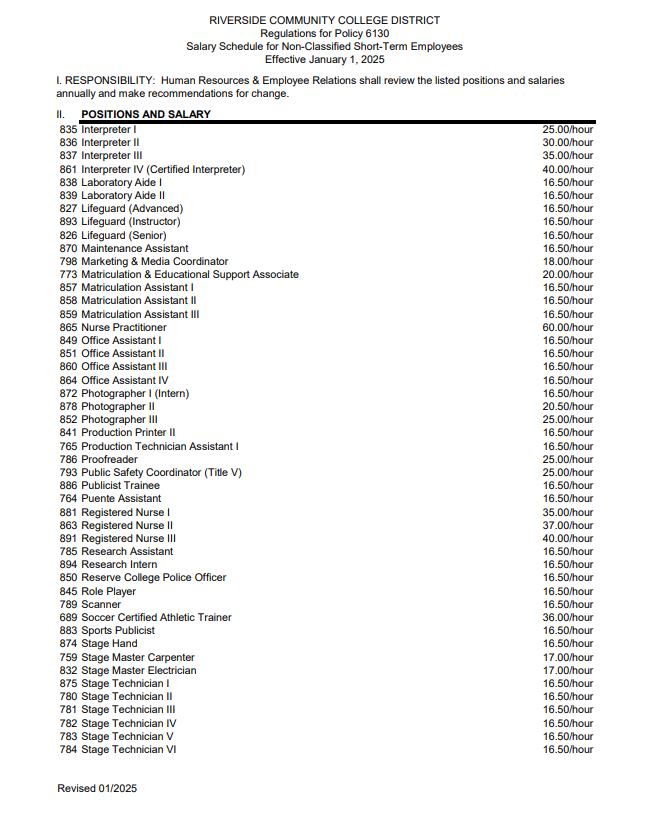 RIVERSIDE COMMUNITY COLLEGE DISTRICT
Regulations for Policy 6130
Salary Schedule for Non-Classified Short-Term Employees
Effective January 1, 2025
I. RESPONSIBILITY: Human Resources & Employee Relations shall review the listed positions and salaries
annually and make recommendations for change.
II. POSITIONS AND SALARY
835 Interpreter I 25.00/hour
836 Interpreter II 30.00/hour
837 Interpreter III 35.00/hour
861 Interpreter IV (Certified Interpreter) 40.00/hour
838 Laboratory Aide I 16.50/hour
839 Laboratory Aide II 16.50/hour
827 Lifeguard (Advanced) 16.50/hour
893 Lifeguard (Instructor) 16.50/hour
826 Lifeguard (Senior) 16.50/hour
870 Maintenance Assistant 16.50/hour
798 Marketing & Media Coordinator 18.00/hour
773 Matriculation & Educational Support Associate 20.00/hour
857 Matriculation Assistant I 16.50/hour
858 Matriculation Assistant II 16.50/hour
859 Matriculation Assistant III 16.50/hour
865 Nurse Practitioner 60.00/hour
849 Office Assistant I 16.50/hour
851 Office Assistant II 16.50/hour
860 Office Assistant III 16.50/hour
864 Office Assistant IV 16.50/hour
872 Photographer I (Intern) 16.50/hour
878 Photographer II 20.50/hour
852 Photographer III 25.00/hour
841 Production Printer II 16.50/hour
765 Production Technician Assistant I 16.50/hour
786 Proofreader 25.00/hour
793 Public Safety Coordinator (Title V) 25.00/hour
886 Publicist Trainee 16.50/hour
764 Puente Assistant 16.50/hour
881 Registered Nurse I 35.00/hour
863 Registered Nurse II 37.00/hour
891 Registered Nurse III 40.00/hour
785 Research Assistant 16.50/hour
894 Research Intern 16.50/hour
850 Reserve College Police Officer 16.50/hour
845 Role Player 16.50/hour
789 Scanner 16.50/hour
689 Soccer Certified Athletic Trainer 36.00/hour
883 Sports Publicist 16.50/hour
874 Stage Hand 16.50/hour
759 Stage Master Carpenter 17.00/hour
832 Stage Master Electrician 17.00/hour
875 Stage Technician I 16.50/hour
780 Stage Technician II 16.50/hour
781 Stage Technician III 16.50/hour
782 Stage Technician IV 16.50/hour
783 Stage Technician V 16.50/hour
784 Stage Technician VI 16.50/hour
Revised 01/2025